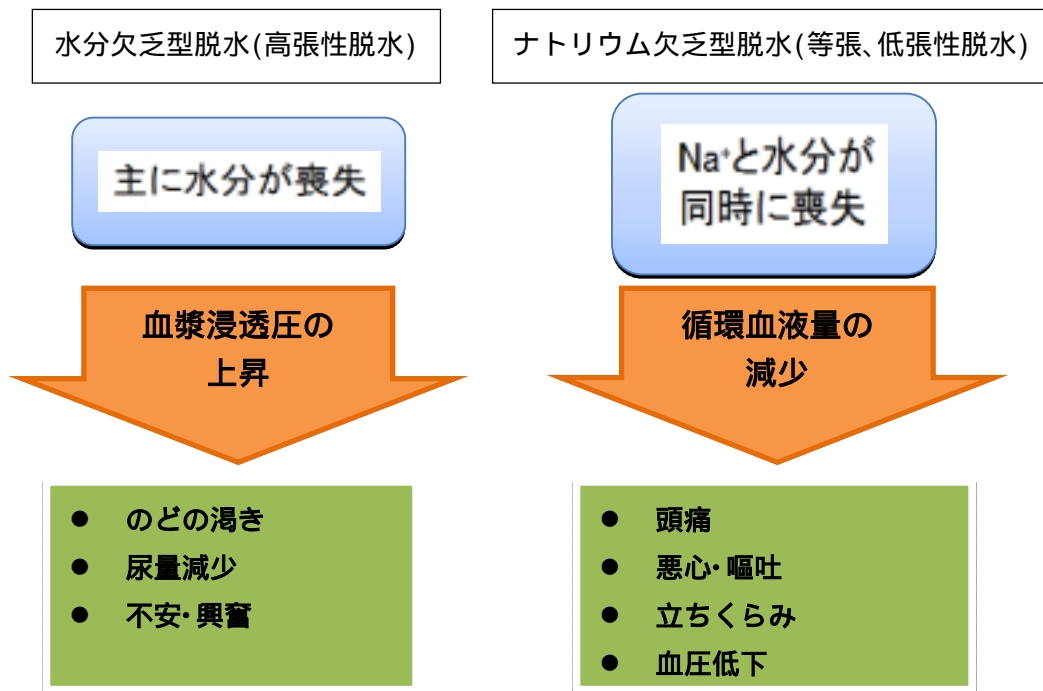 水分欠乏型脱水(高張性脱水)
主に水分が喪失
血漿浸透圧の
上昇
● のどの渇き
● 尿量減少
● 不安・興奮
ナトリウム欠乏型脱水(等張、低張性脱水)
Na⁺と水分が
同時に喪失
循環血液量の
減少
● 頭痛
● 悪心・嘔吐
● 立ちくらみ
● 血圧低下